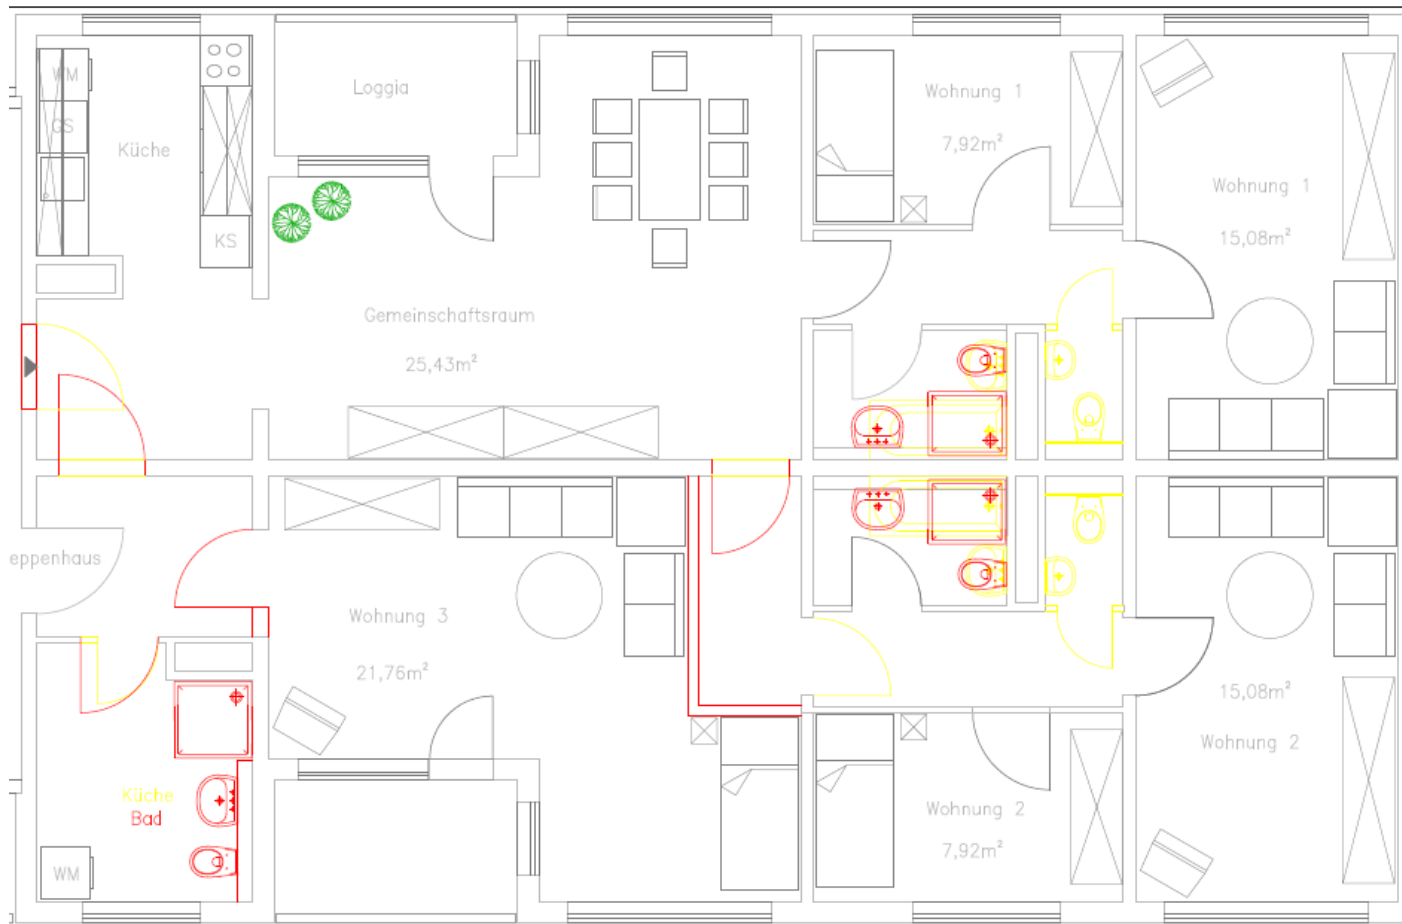 WM
GS
Küche
KS
Loggia
Wohnung 1
7,92m²
Wohnung 1
15,08m²
Gemeinschaftsraum
25,43m²
eppenhaus
Wohnung 3
21,76m²
15,08m²
Wohnung 2
Küche
Bad
WM
Wohnung 2
7,92m²